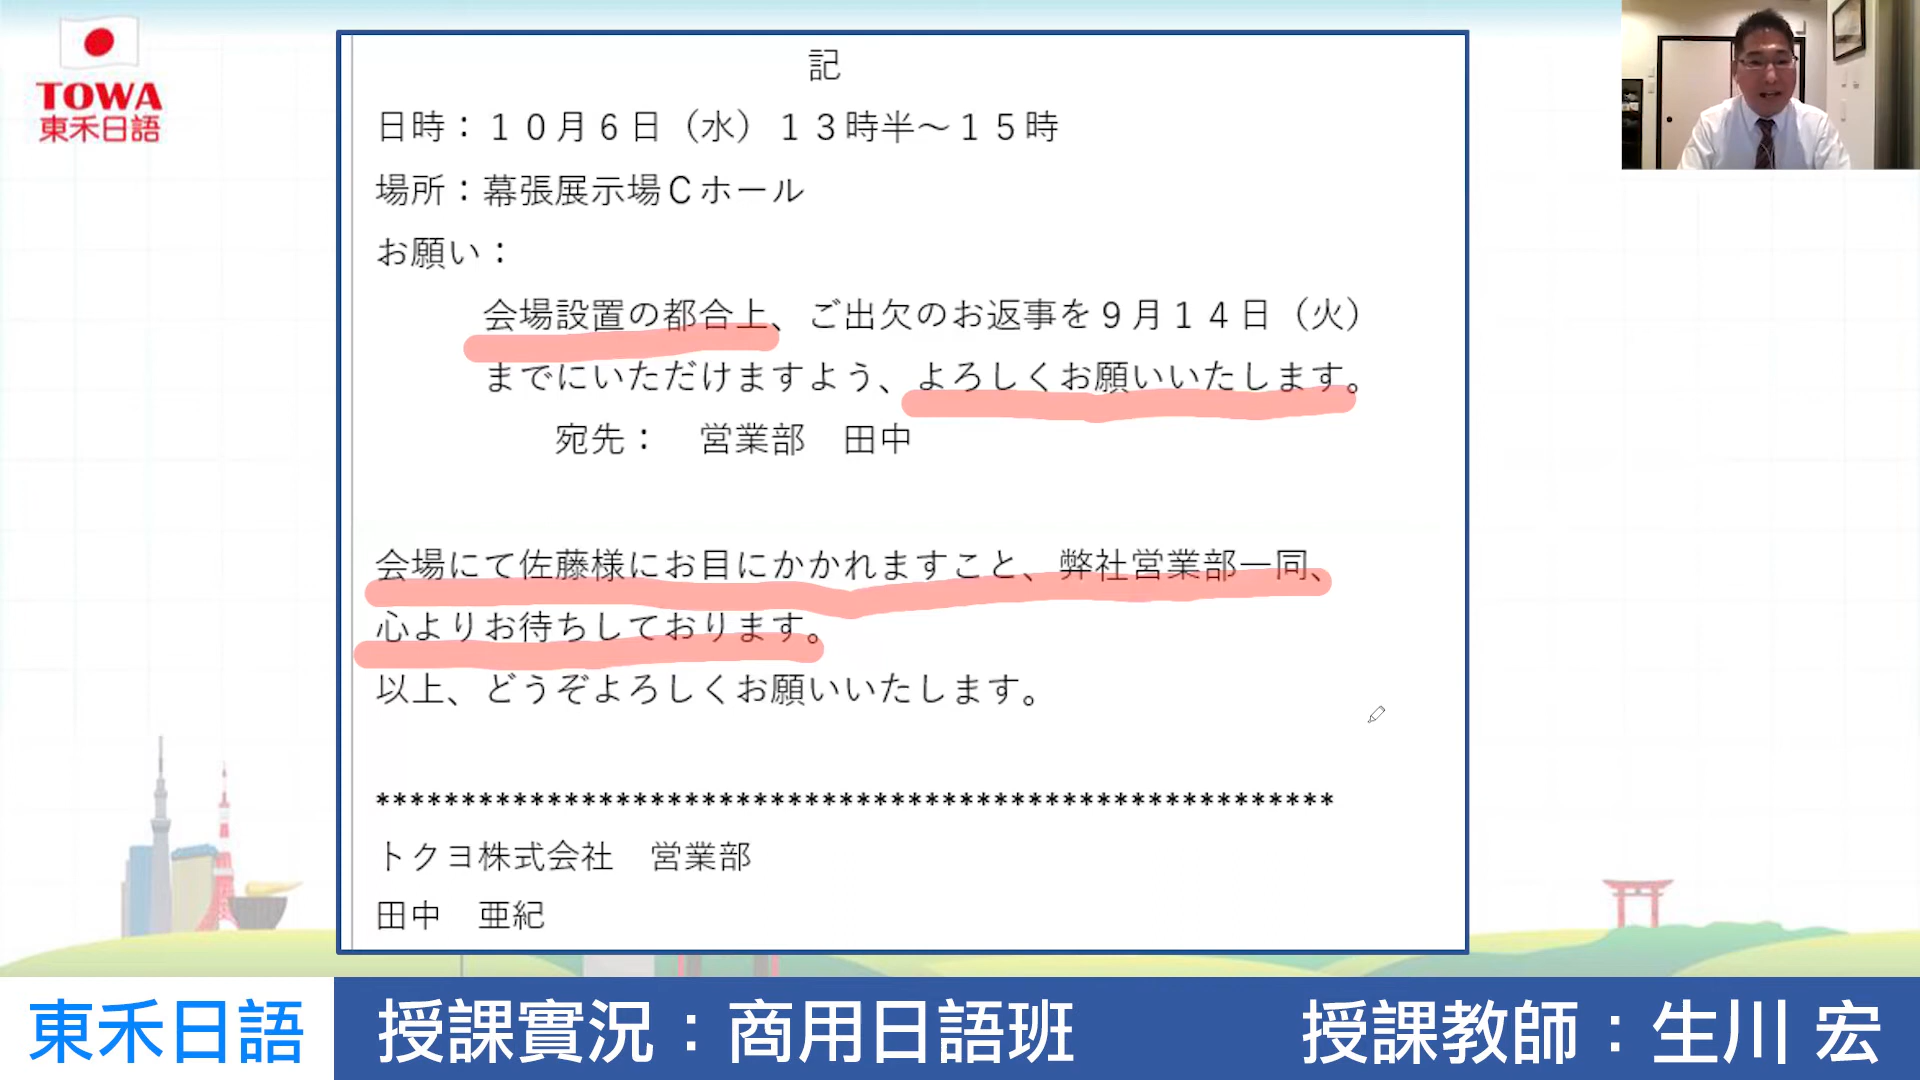 TOWA
東禾日語
記
日時：１０月６日（水）１３時半～１５時
場所：幕張展示場Ｃホール
お願い：
会場設置の都合上、ご出欠のお返事を９月１４日（火）
までにいただけますよう、よろしくお願いいたします。
宛先：　営業部　田中
会場にて佐藤様にお目にかかれますこと、弊社営業部一同、
心よりお待ちしております。
以上、どうぞよろしくお願いいたします。
********************************************************
トクヨ株式会社　営業部
田中　亜紀
東禾日語
授課實況：商用日語班
授課教師：生川 宏